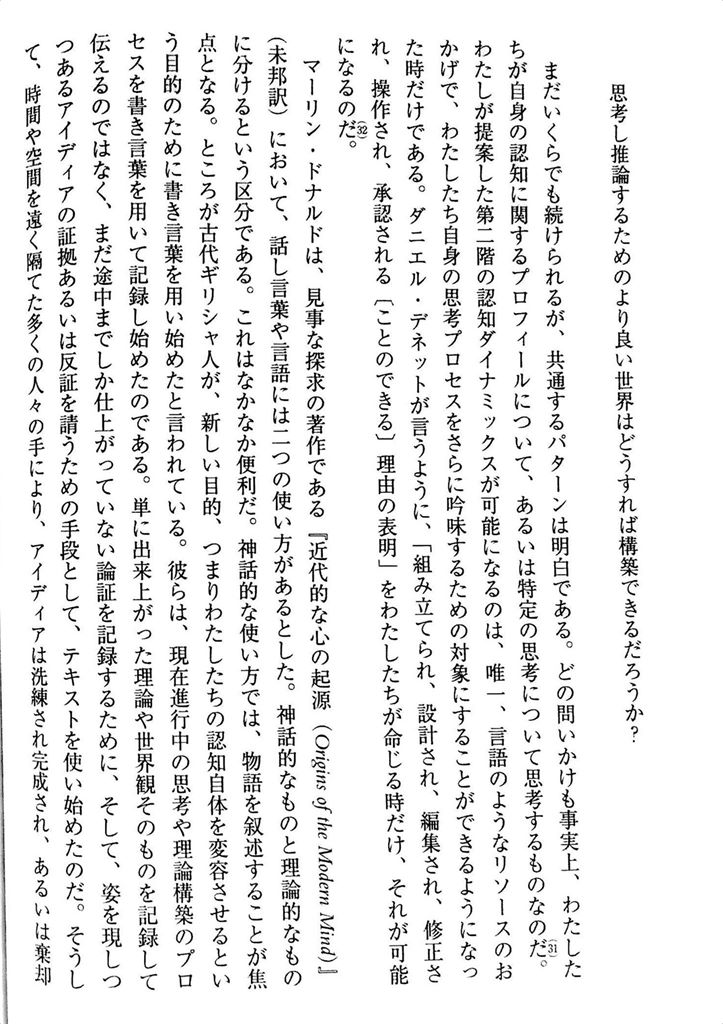 思考し推論するためのより良い世界はどうすれば構築できるだろうか?
まだいくらでも続けられるが、共通するパターンは明白である。どの問いかけも事実上、わたした
ちが自身の認知に関するプロフィールについて、あるいは特定の思考について思考するものなのだ。(31)
わたしが提案した第二階の認知ダイナミックスが可能になるのは、唯一、言語のようなリソースのお
かげで、わたしたち自身の思考プロセスをさらに吟味するための対象にすることができるようになっ
た時だけである。ダニエル・デネットが言うように、「組み立てられ、設計され、編集され、修正さ
れ、操作され、承認される〔ことのできる〕理由の表明」をわたしたちが命じる時だけ、それが可能
になるのだ。(32)
マーリン・ドナルドは、見事な探求の著作である『近代的な心の起源(Origins of the Modern Mind)』
(未邦訳)において、話し言葉や言語には二つの使い方があるとした。神話的なものと理論的なもの
に分けるという区分である。これはなかなか便利だ。神話的な使い方では、物語を叙述することが焦
点となる。ところが古代ギリシャ人が、新しい目的、つまりわたしたちの認知自体を変容させるとい
う目的のために書き言葉を用い始めたと言われている。彼らは、現在進行中の思考や理論構築のプロ
セスを書き言葉を用いて記録し始めたのである。単に出来上がった理論や世界観そのものを記録して
伝えるのではなく、まだ途中までしか仕上がっていない論証を記録するために、そして、姿を現しつ
つあるアイディアの証拠あるいは反証を請うための手段として、テキストを使い始めたのだ。そうし
て、時間や空間を遠く隔てた多くの人々の手により、アイディアは洗練され完成され、あるいは棄却